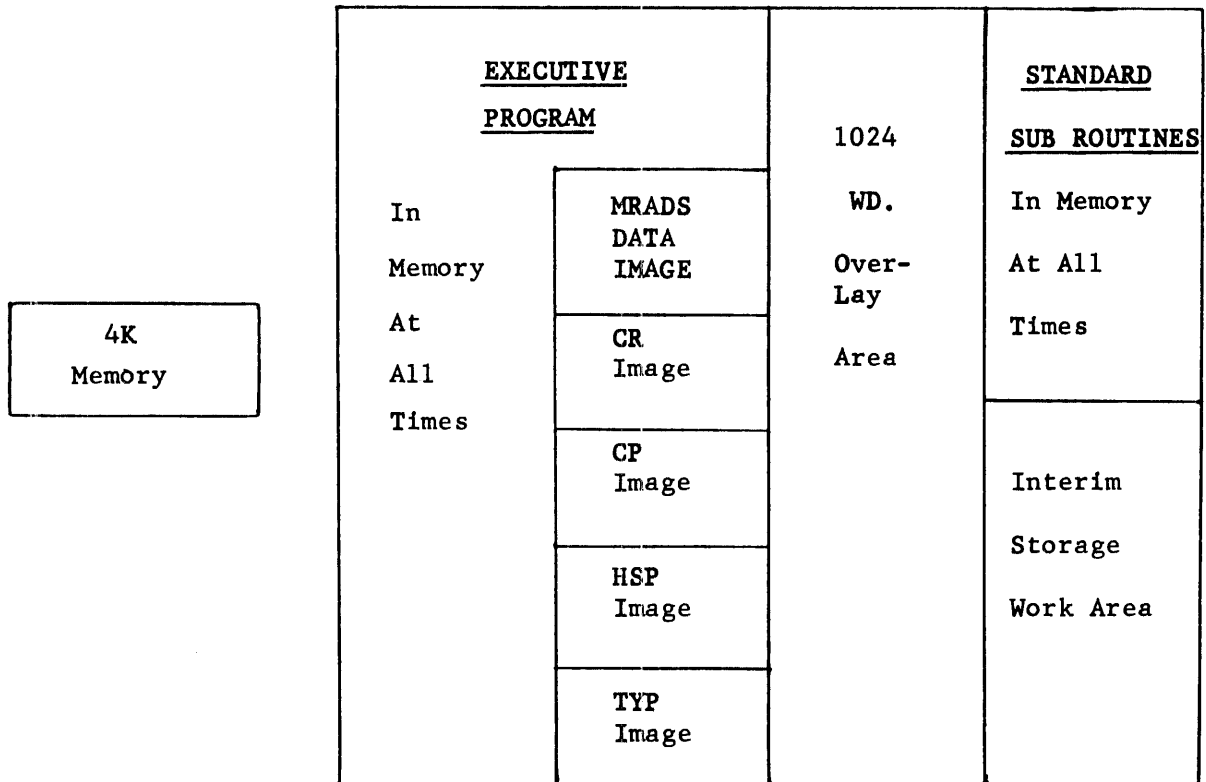 4K
Memory
EXECUTIVE
PROGRAM
In
Memory
At
All
Times
MRADS
DATA
IMAGE
CR
Image
CP
Image
HSP
Image
TYP
Image
1024
WD.
Over-
Lay
Area
STANDARD
SUB ROUTINES
In Memory
At All
Times
Interim
Storage
Work Area